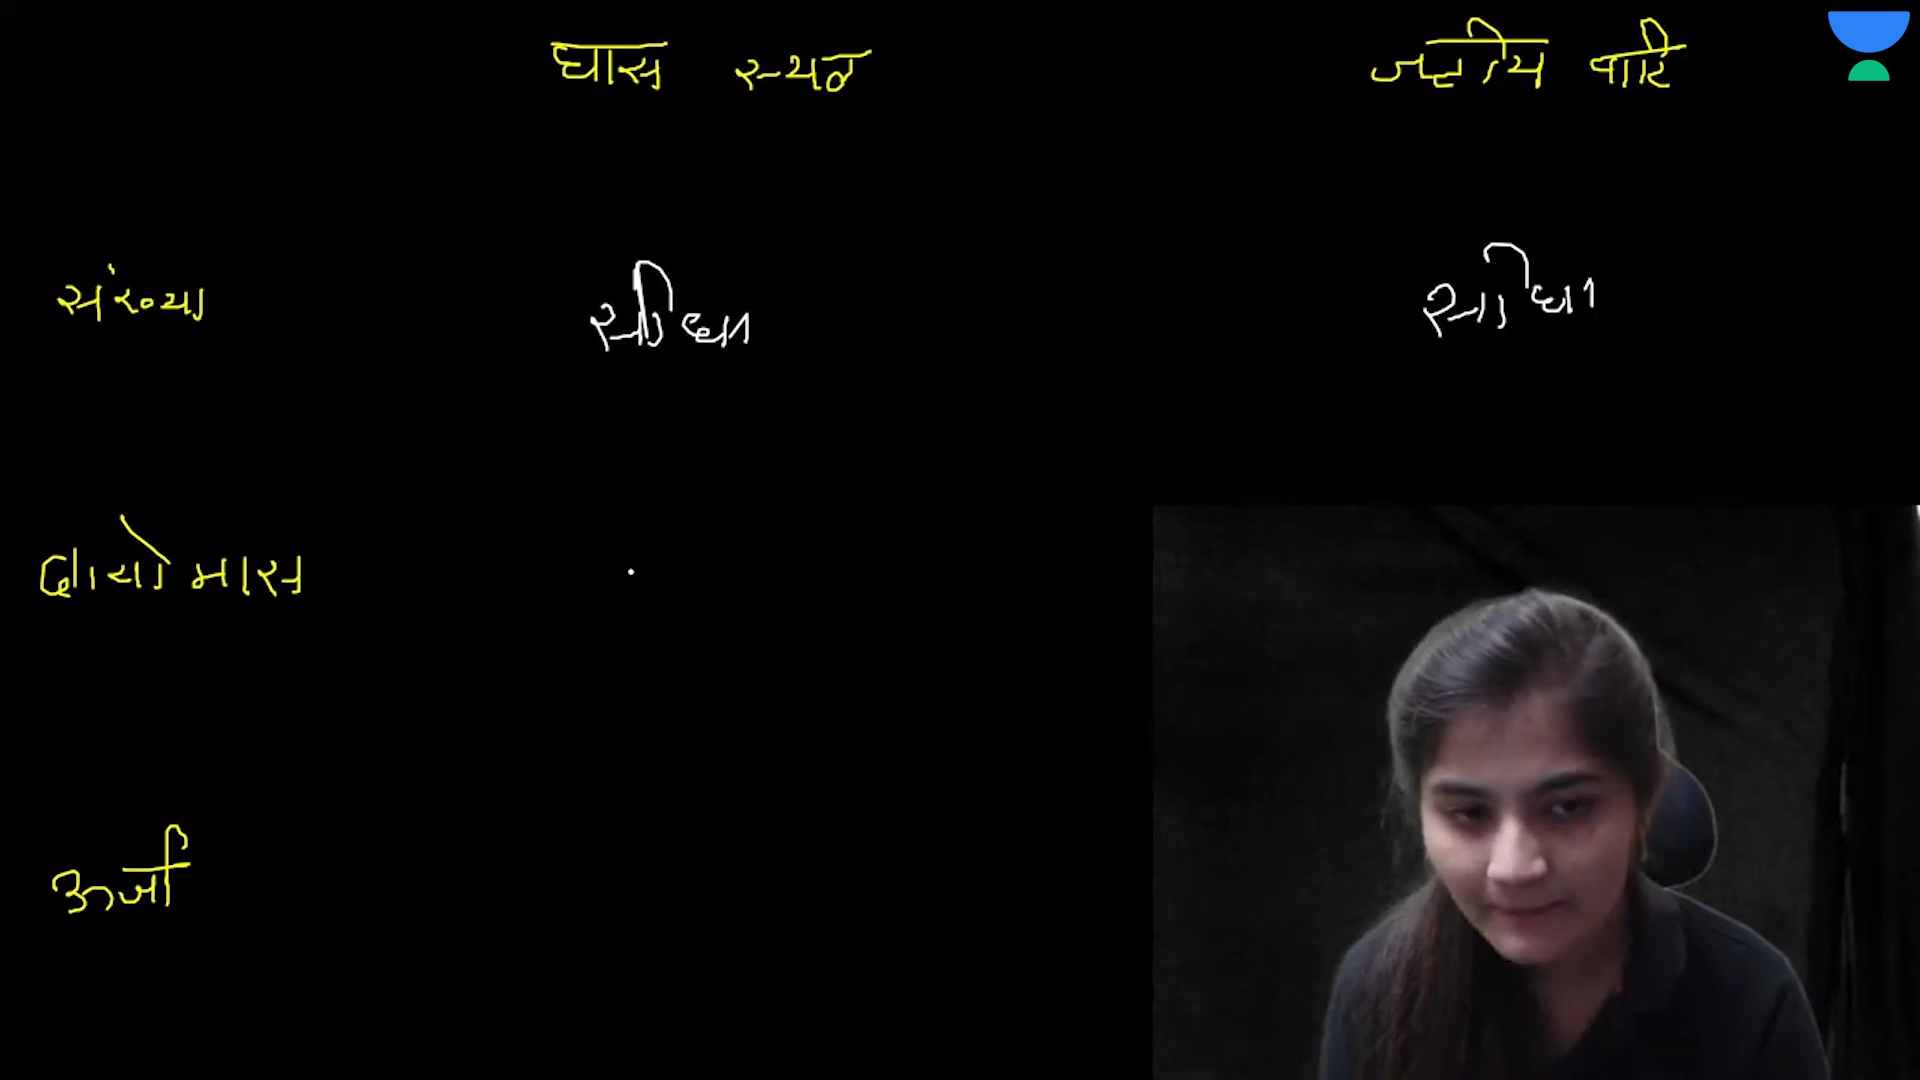 घास स्थल जलीय पारि
संख्या सीधा सीधा
बायोमास
ऊर्जा